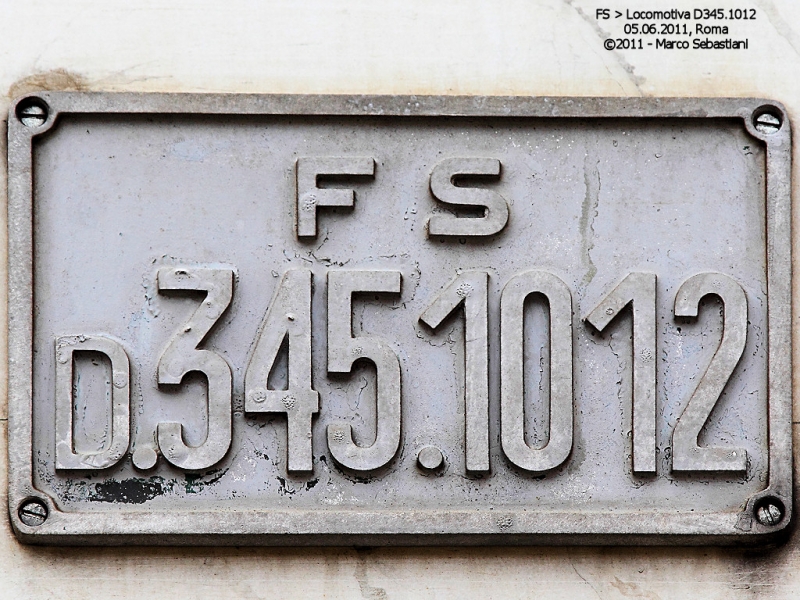 FS > Locomotiva D345.1012
05.06.2011, Roma
©2011 - Marco Sebastiani
FS
D.345.1012